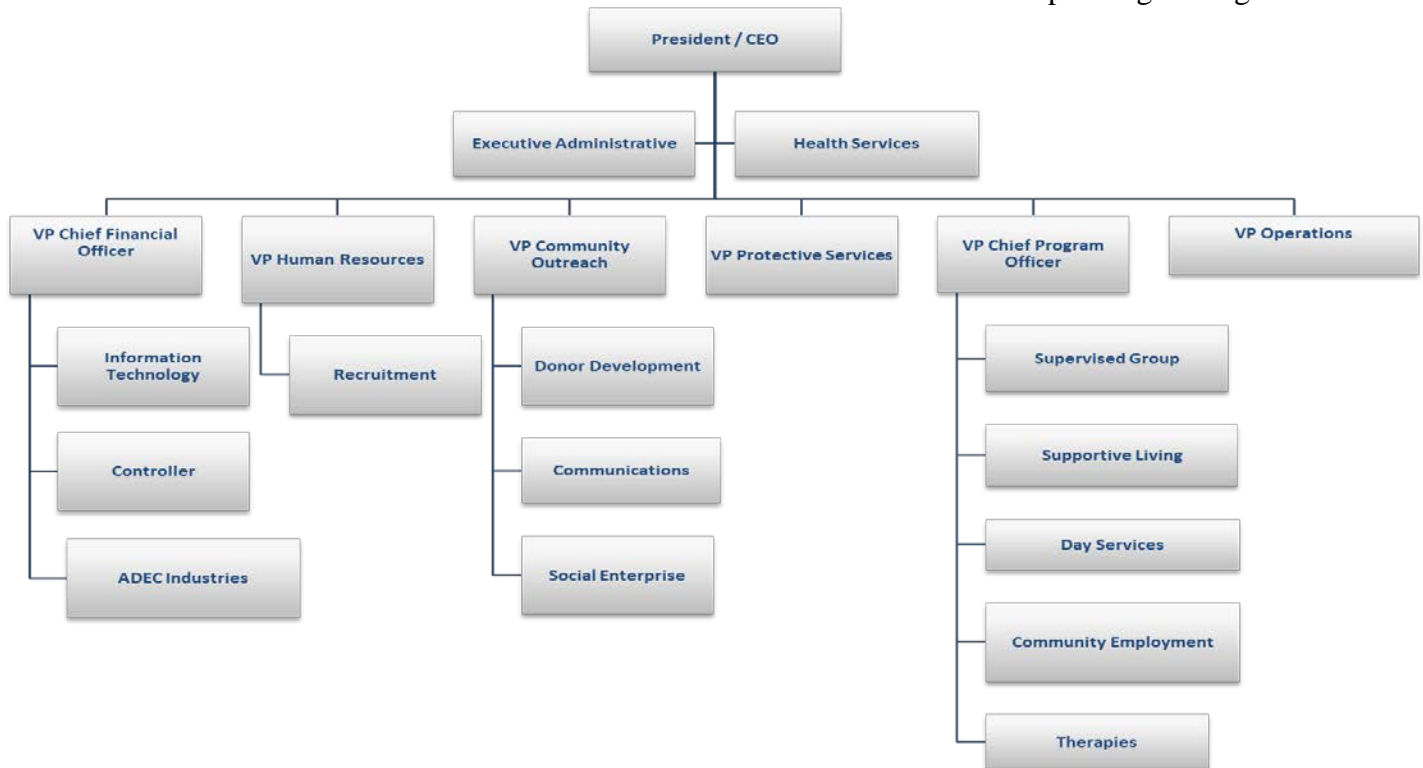 President / CEO
Executive Administrative
Health Services
VP Chief Financial
Officer
VP Human Resources
VP Community
Outreach
VP Protective Services
VP Chief Program
Officer
VP Operations
Information
Technology
Controller
ADEC Industries
Recruitment
Donor Development
Communications
Social Enterprise
Supervised Group
Supportive Living
Day Services
Community Employment
Therapies